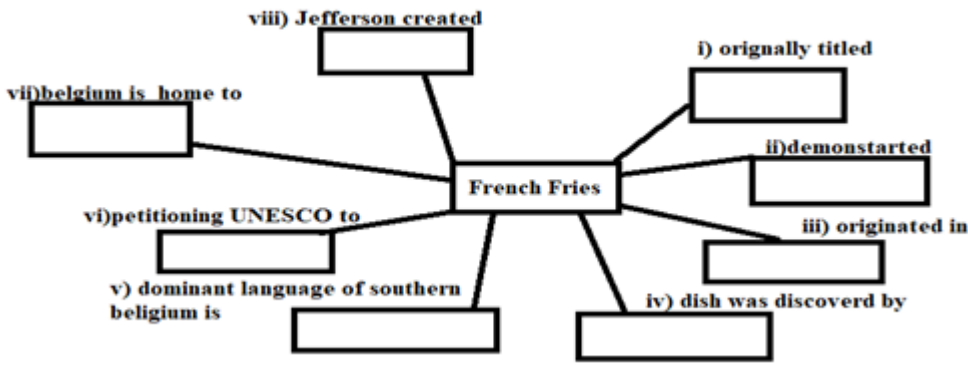 viii) Jefferson created
i) orignally titled
vii)belgium is home to
ii)demonstarted
French Fries
vi)petitioning UNESCO to
iii) originated in
v) dominant language of southern
beligium is
iv) dish was discoverd by